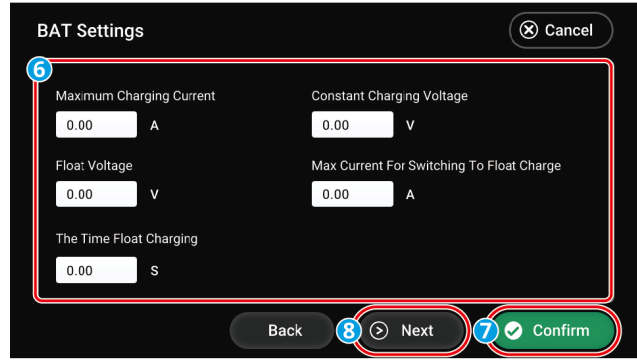 BAT Settings
Cancel
6
Maximum Charging Current
Constant Charging Voltage
0.00 A
0.00 V
Float Voltage
Max Current For Switching To Float Charge
0.00 V
0.00 A
The Time Float Charging
0.00 S
Back
8
Next
7
Confirm